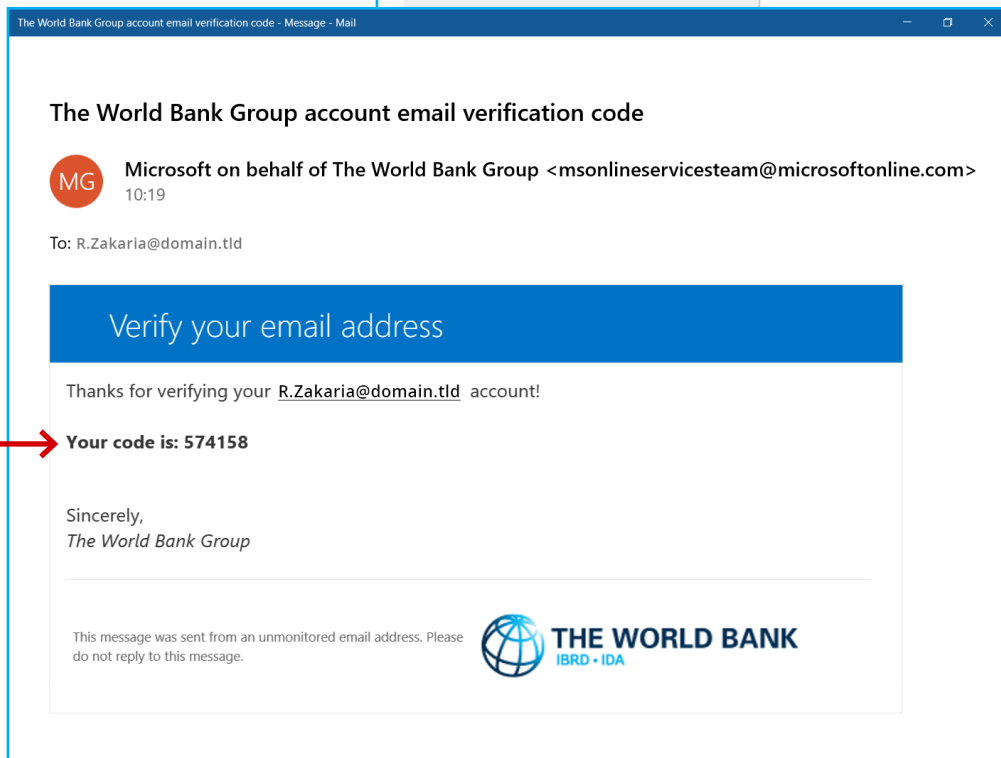 The World Bank Group account email verification code - Message - Mail
The World Bank Group account email verification code
MG
Microsoft on behalf of The World Bank Group <msonlineservicesteam@microsoftonline.com>
10:19
To: R.Zakaria@domain.tld
Verify your email address
Thanks for verifying your R.Zakaria@domain.tld account!
Your code is: 574158
Sincerely,
The World Bank Group
This message was sent from an unmonitored email address. Please
do not reply to this message.
THE WORLD BANK
IBRD • IDA